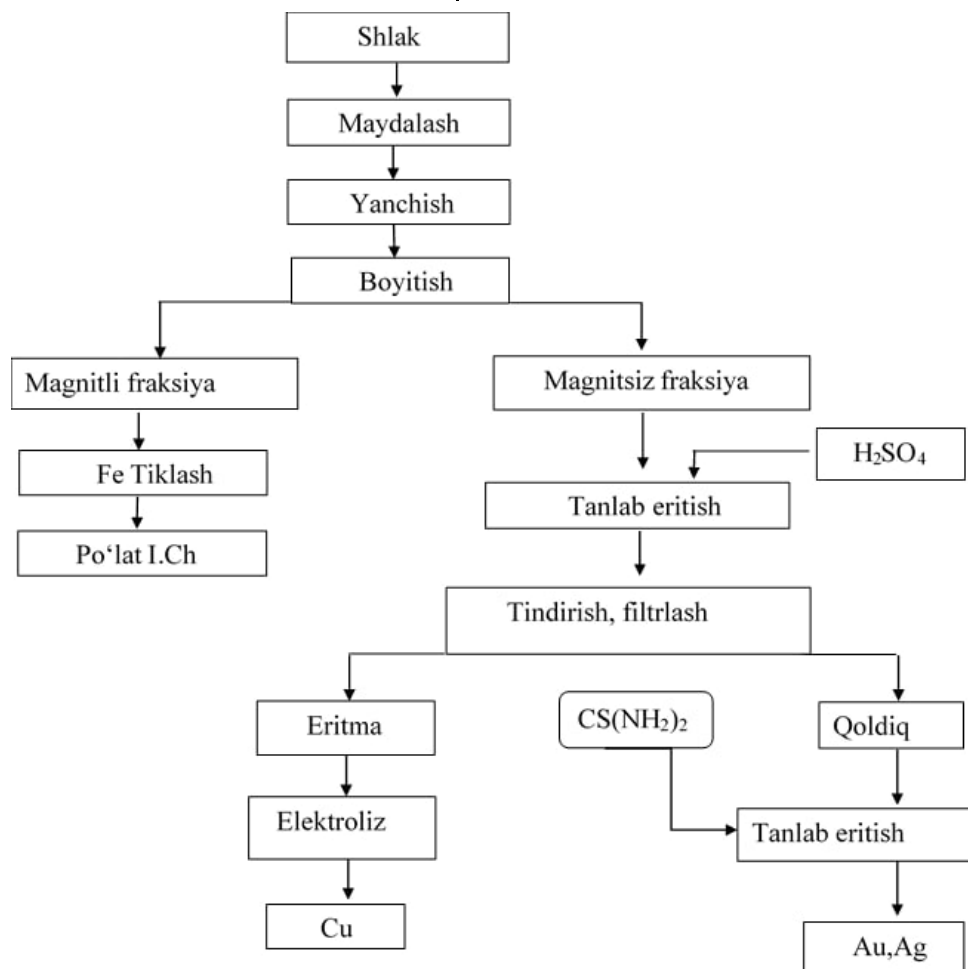 Shlak
Maydalash
Yanchish
Boyitish
Magnitli fraksiya
Magnitsiz fraksiya
Fe Tiklash
H₂SO₄
Tanlab eritish
Po‘lat I.Ch
Tindirish, filtrlash
Eritma
CS(NH₂)₂
Qoldiq
Elektroliz
Tanlab eritish
Cu
Au,Ag